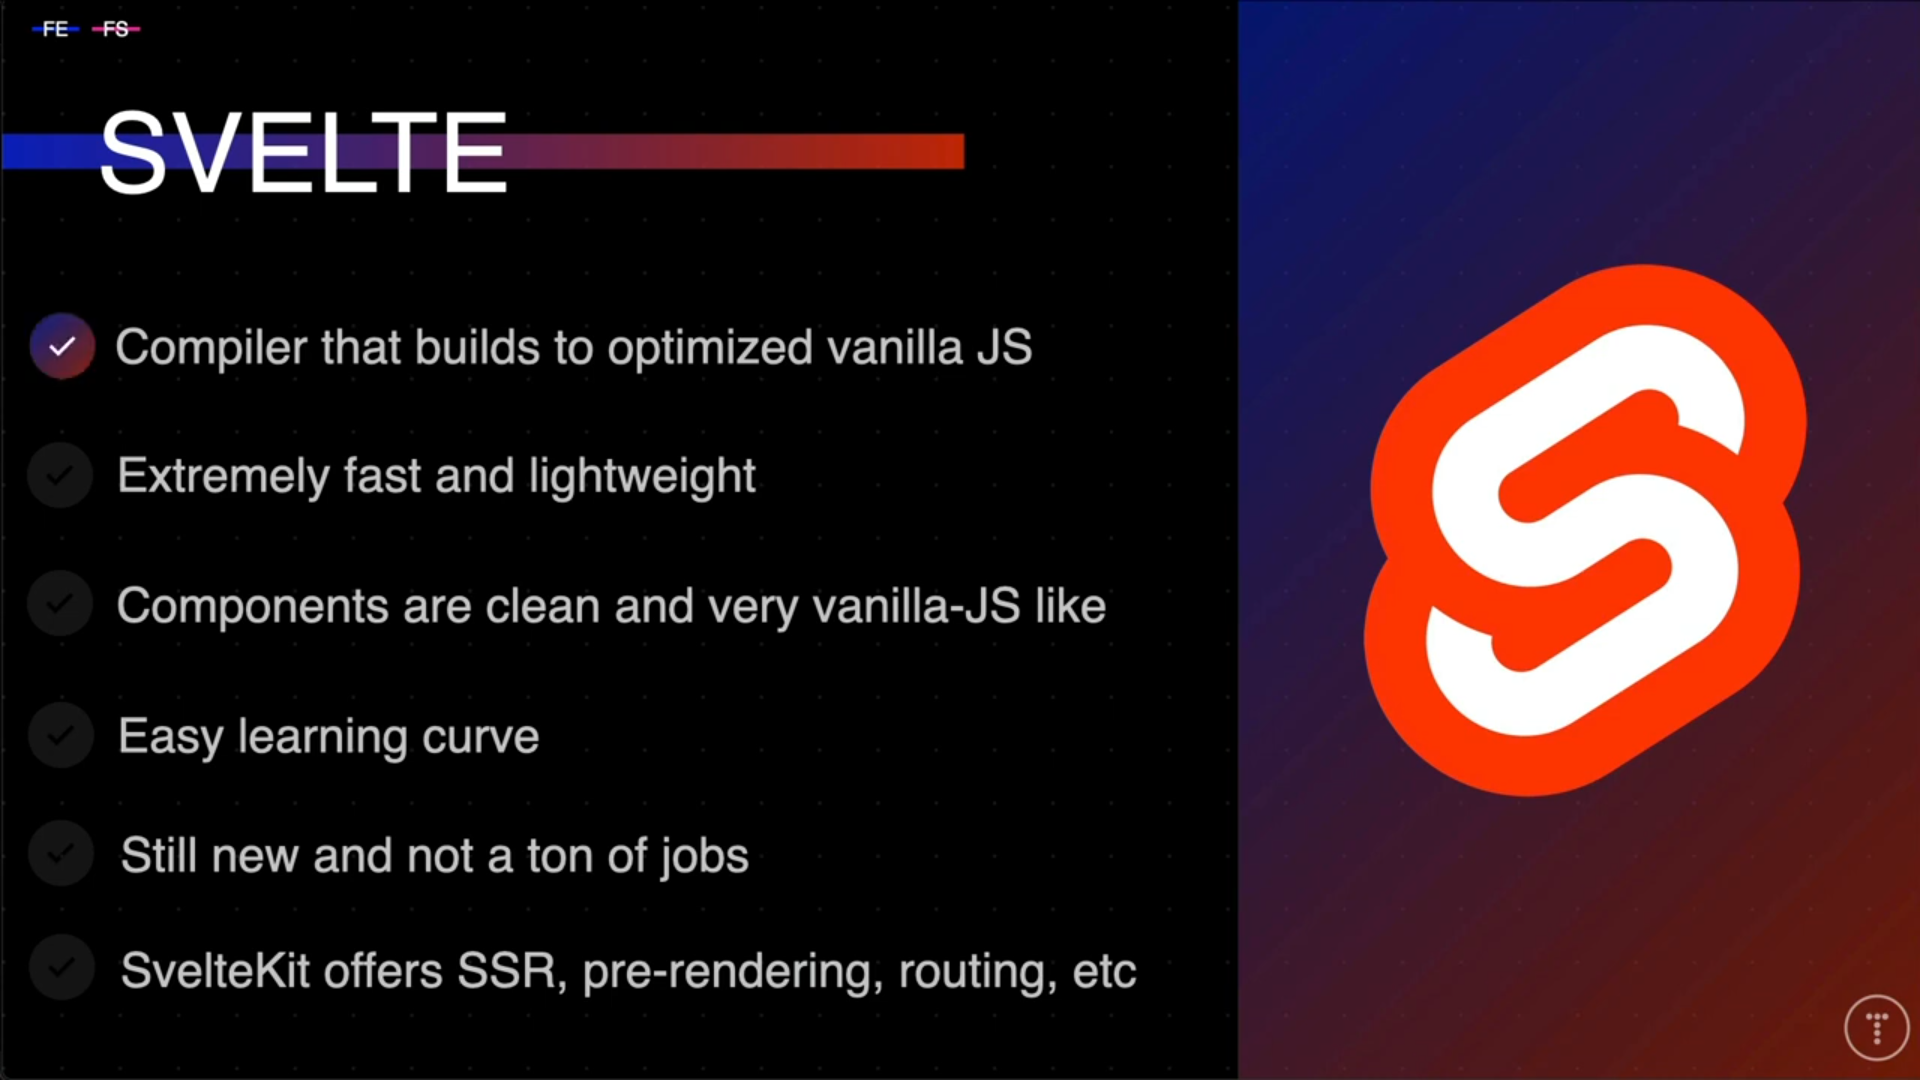 FE FS
SVELTE
Compiler that builds to optimized vanilla JS
Extremely fast and lightweight
Components are clean and very vanilla-JS like
Easy learning curve
Still new and not a ton of jobs
SvelteKit offers SSR, pre-rendering, routing, etc